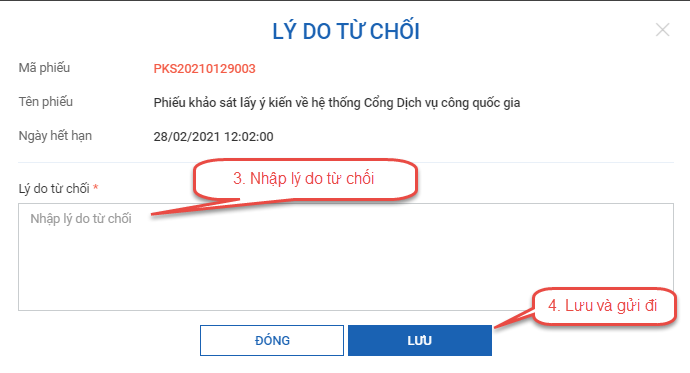 LÝ DO TỪ CHỐI
Mã phiếu PKS20210129003
Tên phiếu Phiếu khảo sát lấy ý kiến về hệ thống Cổng Dịch vụ công quốc gia
Ngày hết hạn 28/02/2021 12:02:00
3. Nhập lý do từ chối
Lý do từ chối *
Nhập lý do từ chối
4. Lưu và gửi đi
ĐÓNG LƯU